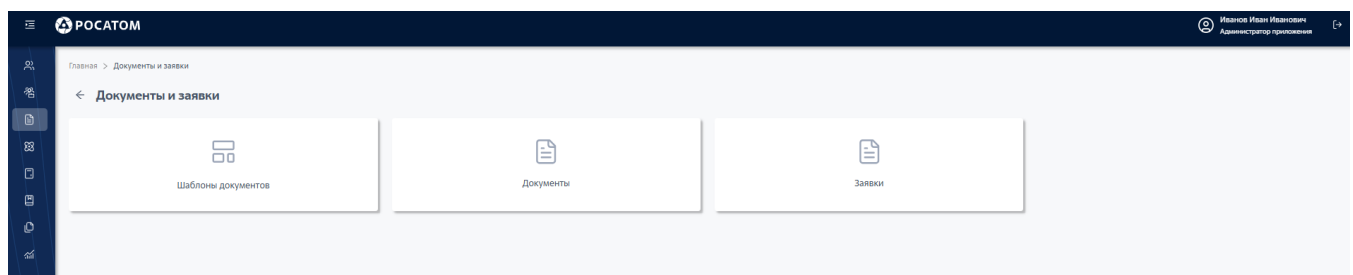 РОСАТОМ
Иванов Иван Иванович
Администратор приложения
Главная > Документы и заявки
← Документы и заявки
Шаблоны документов
Документы
Заявки